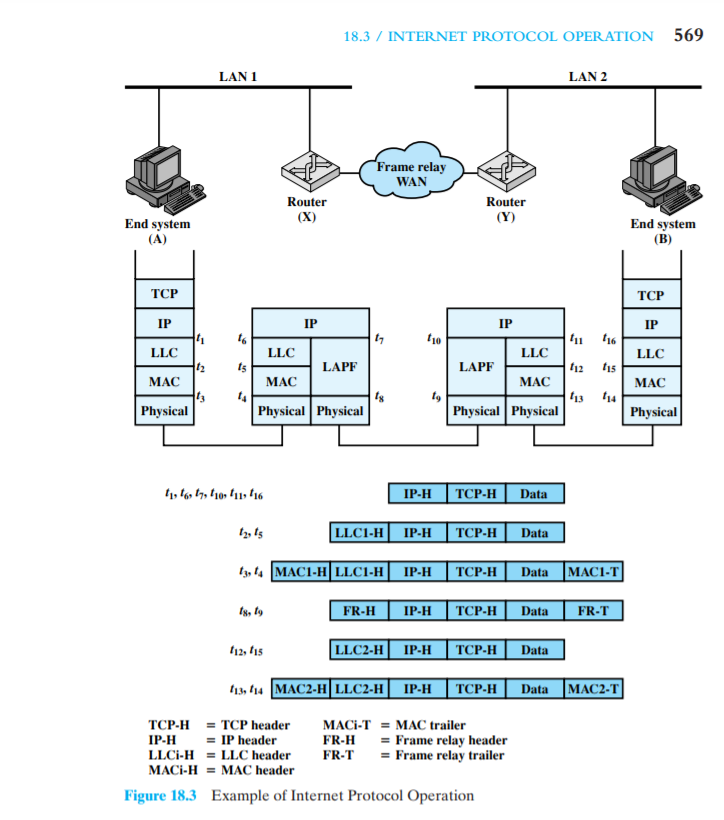 18.3 / INTERNET PROTOCOL OPERATION 569
LAN 1 LAN 2
Frame relay
WAN
Router
(X)
Router
(Y)
End system
(A)
End system
(B)
TCP TCP
IP IP IP IP
t1 t6 t7 t10 t11 t16
LLC LLC LAPF LAPF LLC LLC
t2 t5 t12 t15
MAC MAC MAC MAC
t3 t4 t8 t9 t13 t14
Physical Physical Physical Physical Physical Physical
t1, t6, t7, t10, t11, t16 IP-H TCP-H Data
t2, t5 LLC1-H IP-H TCP-H Data
t3, t4 MAC1-H LLC1-H IP-H TCP-H Data MAC1-T
t8, t9 FR-H IP-H TCP-H Data FR-T
t12, t15 LLC2-H IP-H TCP-H Data
t13, t14 MAC2-H LLC2-H IP-H TCP-H Data MAC2-T
TCP-H = TCP header MACi-T = MAC trailer
IP-H = IP header FR-H = Frame relay header
LLCi-H = LLC header FR-T = Frame relay trailer
MACi-H = MAC header
Figure 18.3 Example of Internet Protocol Operation